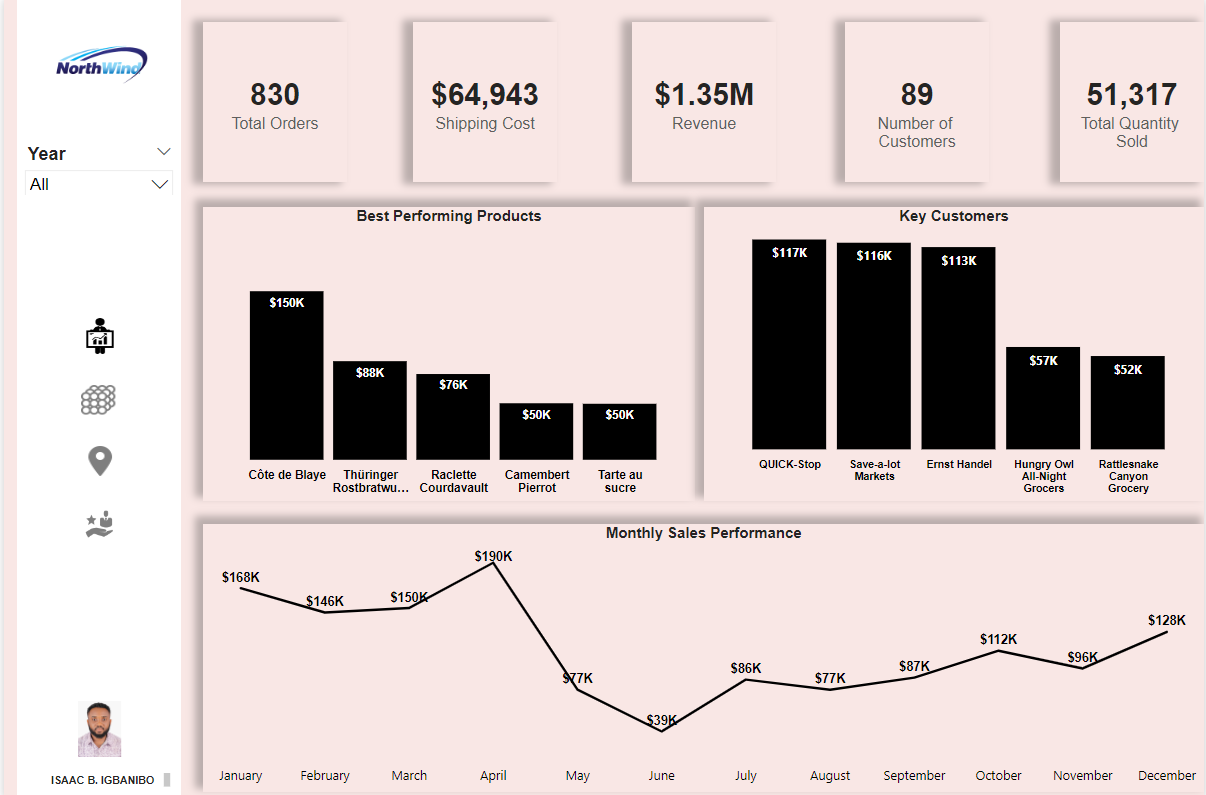 NorthWind
Year
All
ISAAC B. IGBANIBO
830
Total Orders
$64,943
Shipping Cost
$1.35M
Revenue
89
Number of
Customers
51,317
Total Quantity
Sold
Best Performing Products
$150K
$88K
$76K
$50K
$50K
Côte de Blaye
Thüringer
Rostbratwu…
Raclette
Courdavault
Camembert
Pierrot
Tarte au
sucre
Key Customers
$117K
$116K
$113K
$57K
$52K
QUICK-Stop
Save-a-lot
Markets
Ernst Handel
Hungry Owl
All-Night
Grocers
Rattlesnake
Canyon
Grocery
Monthly Sales Performance
$168K
$146K
$150K
$190K
$77K
$39K
$86K
$77K
$87K
$112K
$96K
$128K
January
February
March
April
May
June
July
August
September
October
November
December